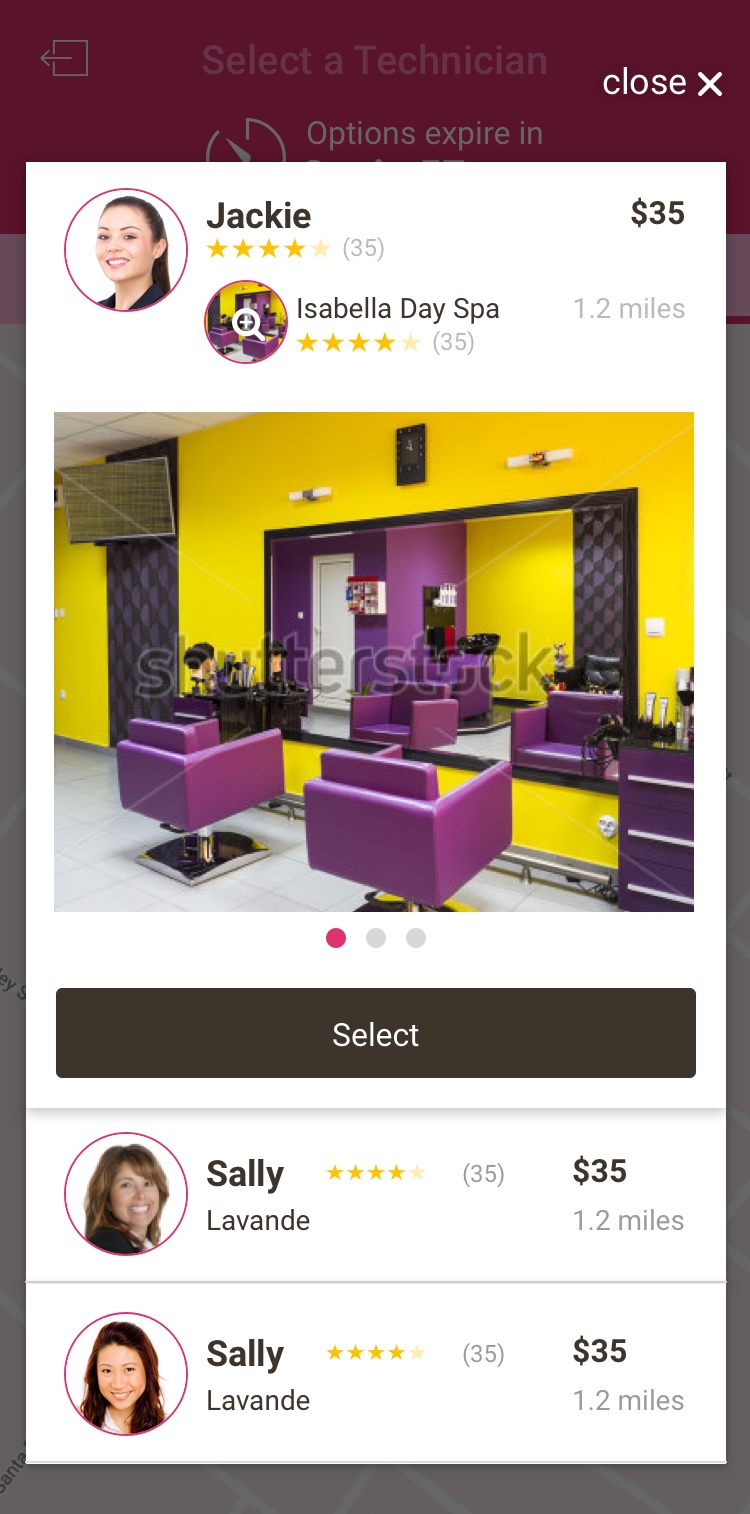 Select a Technician
close
Options expire in
Jackie
$35
(35)
Isabella Day Spa
1.2 miles
(35)
shutterstock
Select
Sally
(35)
$35
Lavande
1.2 miles
Sally
(35)
$35
Lavande
1.2 miles
Santa